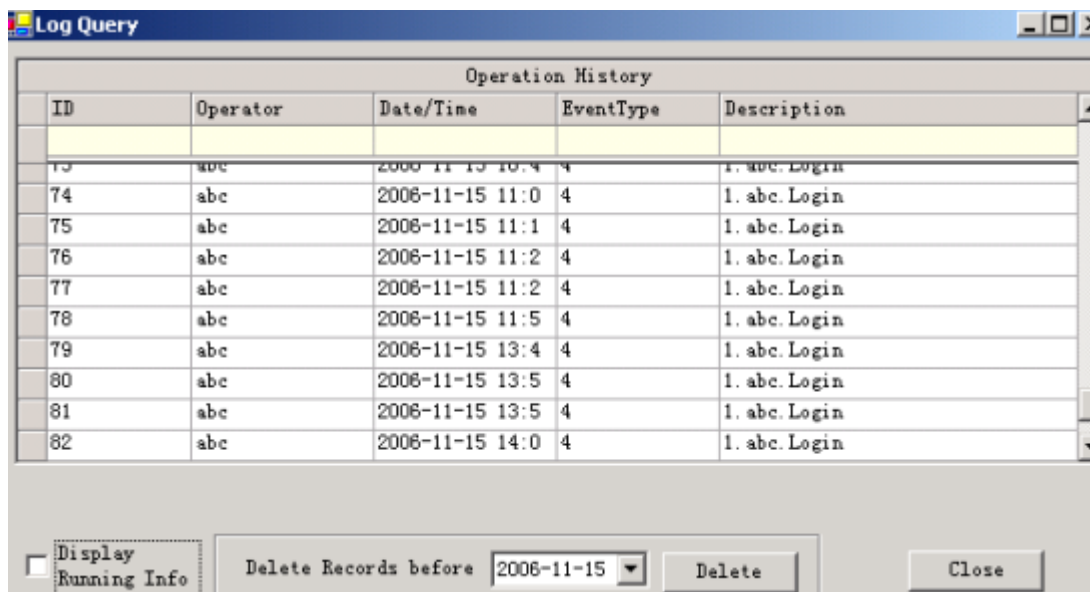 Log Query
Operation History
ID Operator Date/Time EventType Description
74 abc 2006-11-15 11:0 4 1. abc. Login
75 abc 2006-11-15 11:1 4 1. abc. Login
76 abc 2006-11-15 11:2 4 1. abc. Login
77 abc 2006-11-15 11:2 4 1. abc. Login
78 abc 2006-11-15 11:5 4 1. abc. Login
79 abc 2006-11-15 13:4 4 1. abc. Login
80 abc 2006-11-15 13:5 4 1. abc. Login
81 abc 2006-11-15 13:5 4 1. abc. Login
82 abc 2006-11-15 14:0 4 1. abc. Login
Display
Running Info
Delete Records before 2006-11-15 Delete Close